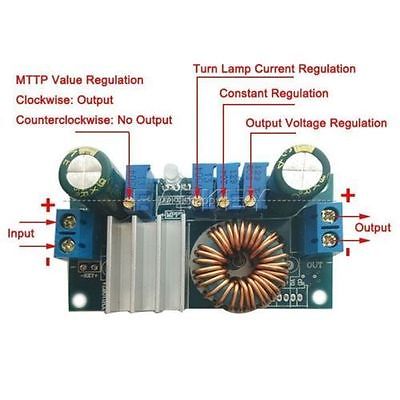 MTTP Value Regulation
Clockwise: Output
Counterclockwise: No Output
Turn Lamp Current Regulation
Constant Regulation
Output Voltage Regulation
+
+
Input
Output
-
-
OUT